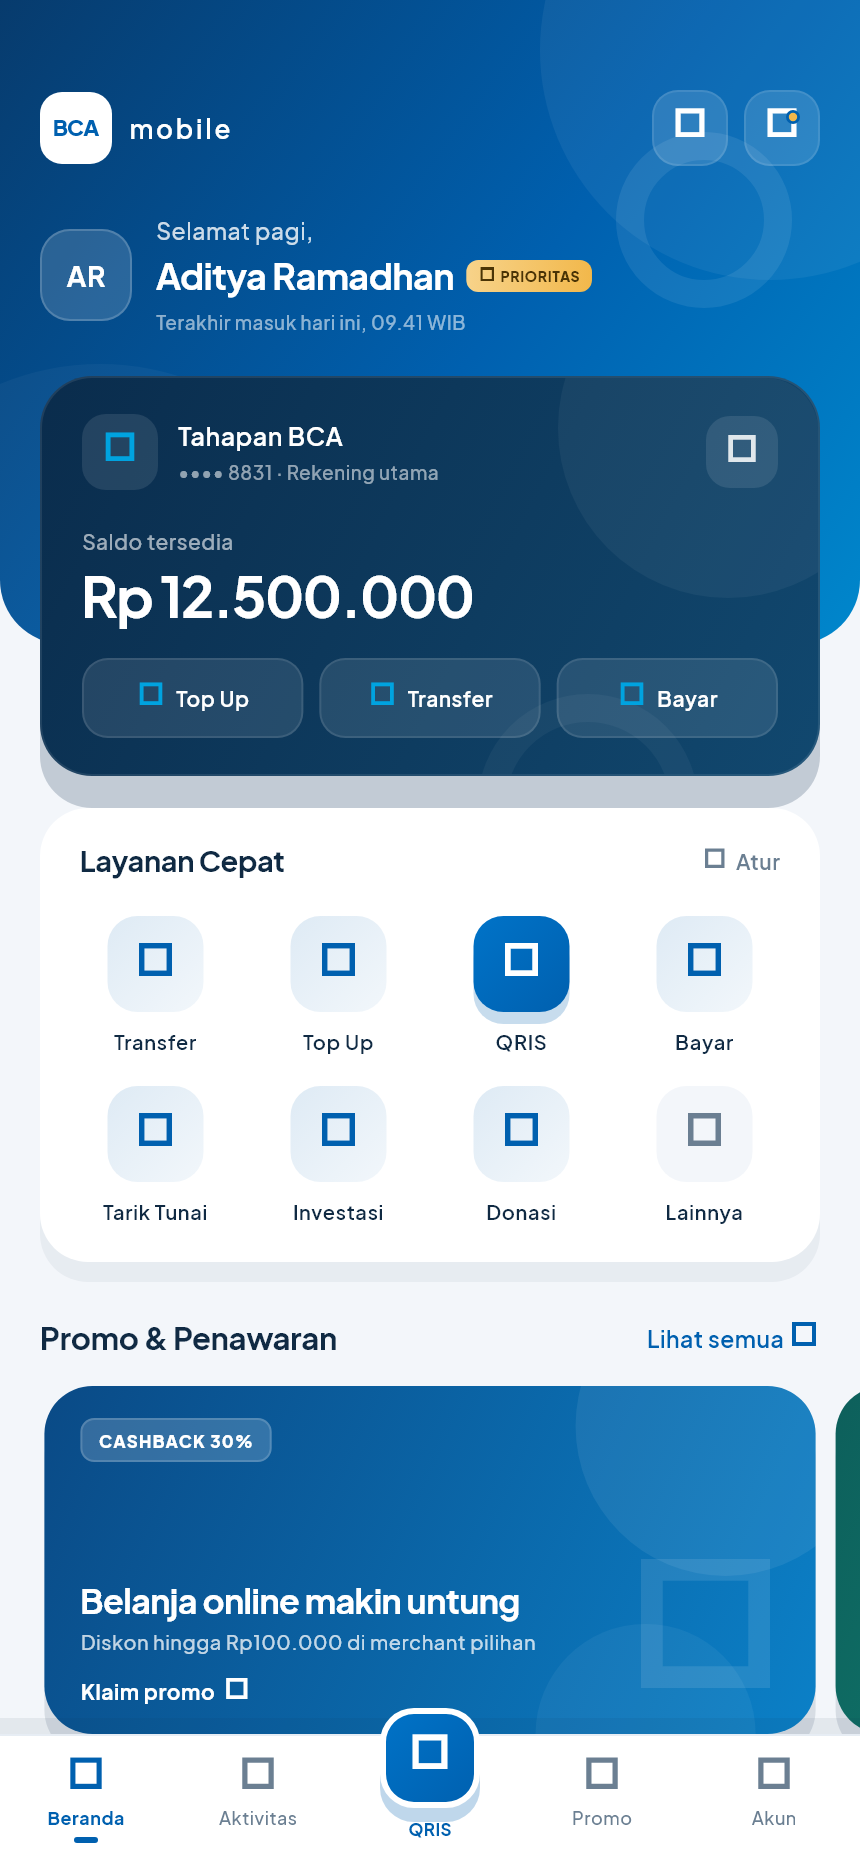 BCA mobile
Selamat pagi,
AR
Aditya Ramadhan PRIORITAS
Terakhir masuk hari ini, 09.41 WIB
Tahapan BCA
•••• 8831 · Rekening utama
Saldo tersedia
Rp 12.500.000
Top Up Transfer Bayar
Layanan Cepat Atur
Transfer Top Up QRIS Bayar
Tarik Tunai Investasi Donasi Lainnya
Promo & Penawaran Lihat semua
CASHBACK 30%
Belanja online makin untung
Diskon hingga Rp100.000 di merchant pilihan
Klaim promo
Beranda Aktivitas QRIS Promo Akun